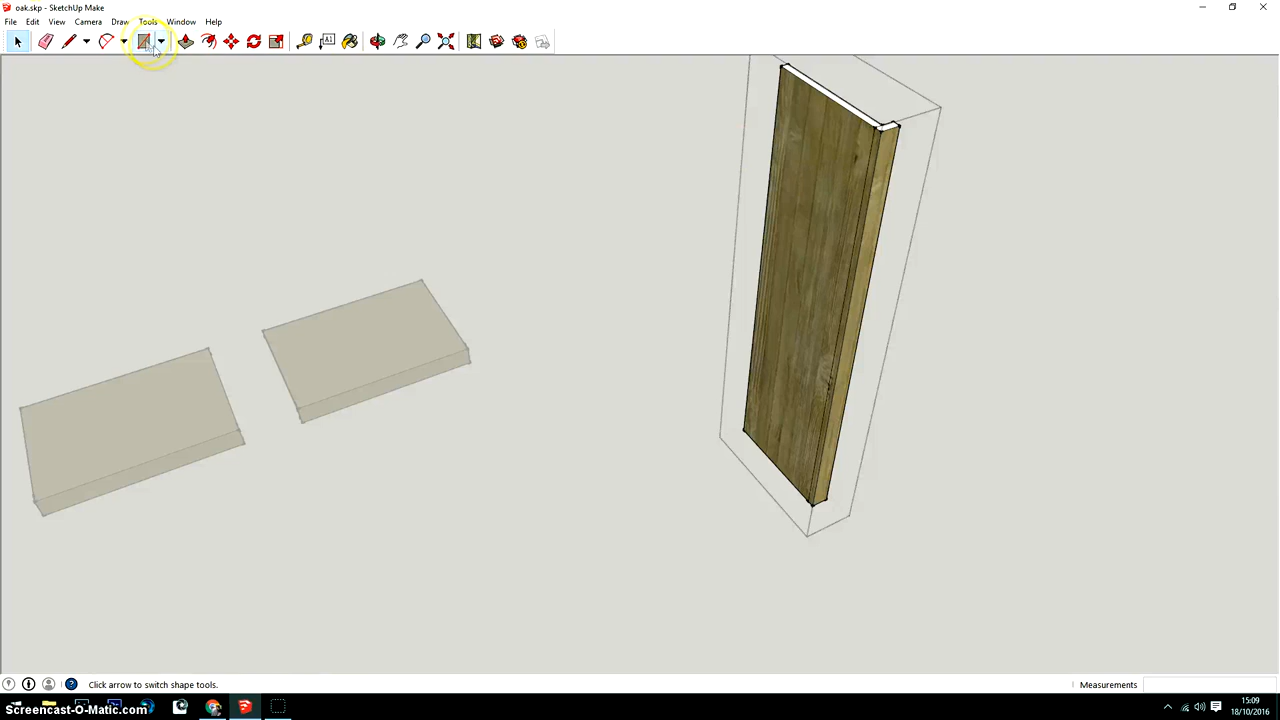 oak.skp - SketchUp Make
File Edit View Camera Draw Tools Window Help
A1
Click arrow to switch shape tools.
Measurements
Screencast-O-Matic.com
15:09
18/10/2016